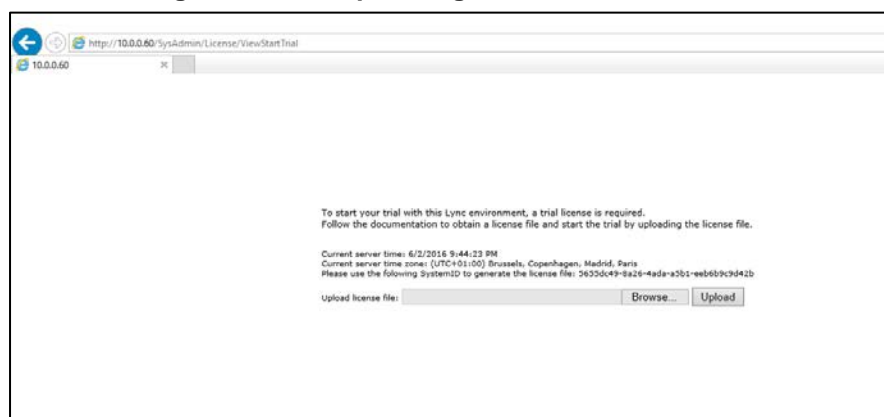 http://10.0.0.60/SysAdmin/License/ViewStartTrial
10.0.0.60
To start your trial with this Lync environment, a trial license is required.
Follow the documentation to obtain a license file and start the trial by uploading the license file.
Current server time: 6/2/2016 9:44:23 PM
Current server time zone: (UTC+01:00) Brussels, Copenhagen, Madrid, Paris
Please use the folowing SystemID to generate the license file: 5635dc49-8a26-4ada-a5b1-eeb6b9c9d42b
Upload license file:
Browse...
Upload